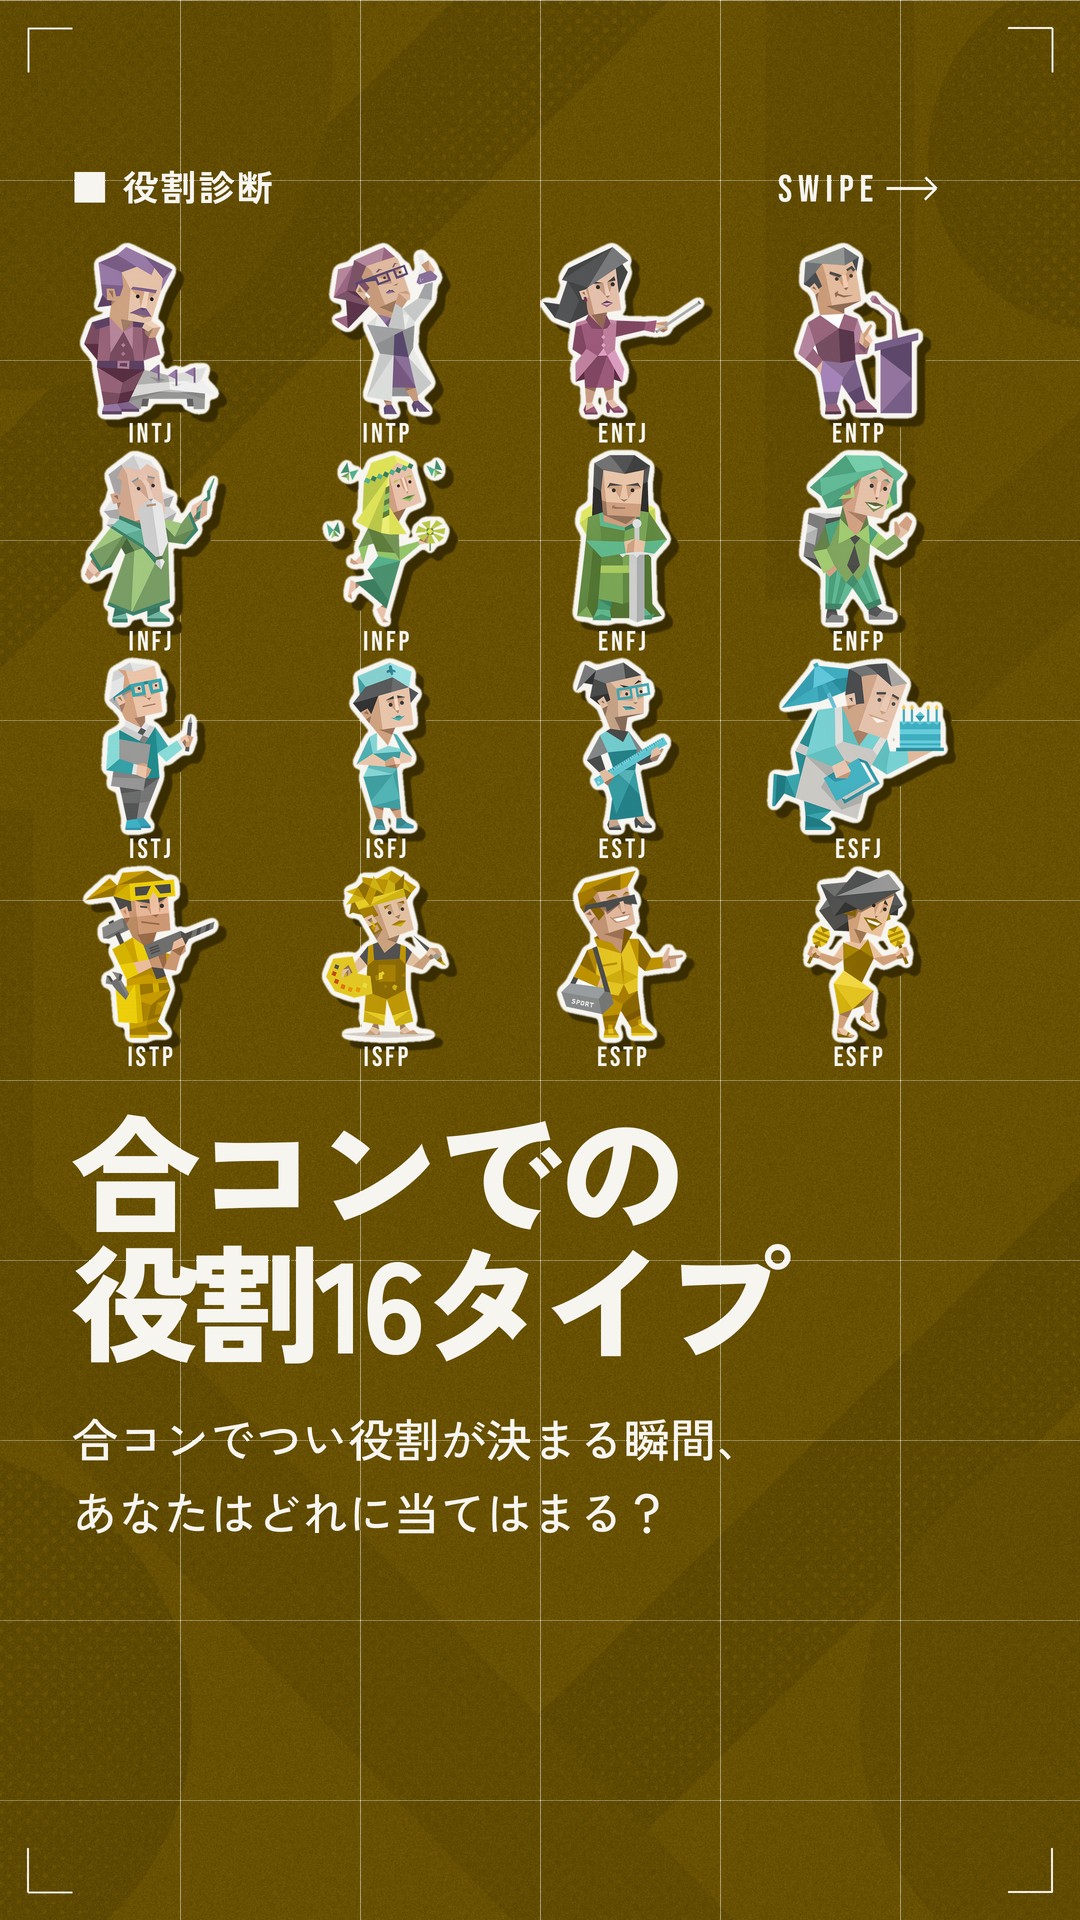 ■ 役割診断
SWIPE →
INTJ
INTP
ENTJ
ENTP
INFJ
INFP
ENFJ
ENFP
ISTJ
ISFJ
ESTJ
ESFJ
SPORT
ISTP
ISFP
ESTP
ESFP
合コンでの
役割16タイプ
合コンでつい役割が決まる瞬間、
あなたはどれに当てはまる？